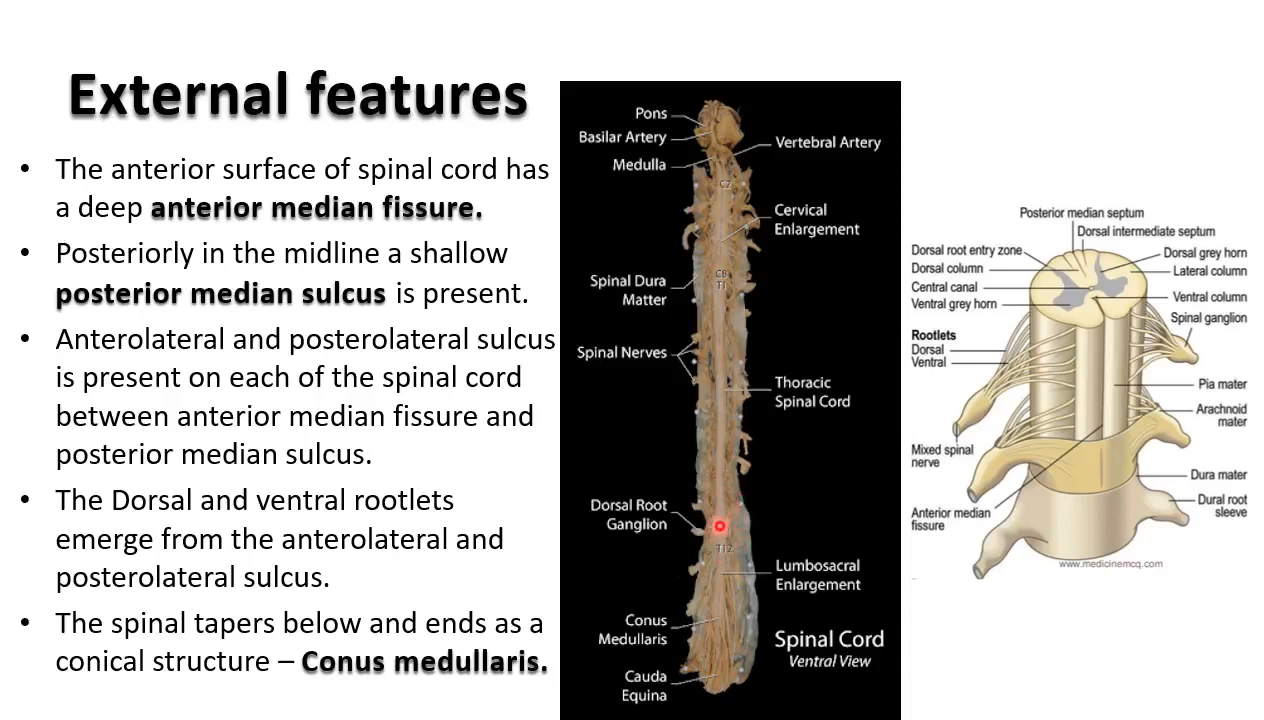 External features
• The anterior surface of spinal cord has
a deep anterior median fissure.
• Posteriorly in the midline a shallow
posterior median sulcus is present.
• Anterolateral and posterolateral sulcus
is present on each of the spinal cord
between anterior median fissure and
posterior median sulcus.
• The Dorsal and ventral rootlets
emerge from the anterolateral and
posterolateral sulcus.
• The spinal tapers below and ends as a
conical structure – Conus medullaris.
Pons
Basilar Artery
Medulla
Vertebral Artery
C2
Cervical
Enlargement
C8
T1
Spinal Dura
Matter
Spinal Nerves
Thoracic
Spinal Cord
Dorsal Root
Ganglion
T12
Lumbosacral
Enlargement
Conus
Medullaris
Spinal Cord
Ventral View
Cauda
Equina
Posterior median septum
Dorsal intermediate septum
Dorsal root entry zone
Dorsal grey horn
Dorsal column
Lateral column
Central canal
Ventral column
Ventral grey horn
Spinal ganglion
Rootlets
Dorsal
Ventral
Pia mater
Arachnoid
mater
Mixed spinal
nerve
Dura mater
Dural root
sleeve
Anterior median
fissure
www.medicinemcq.com